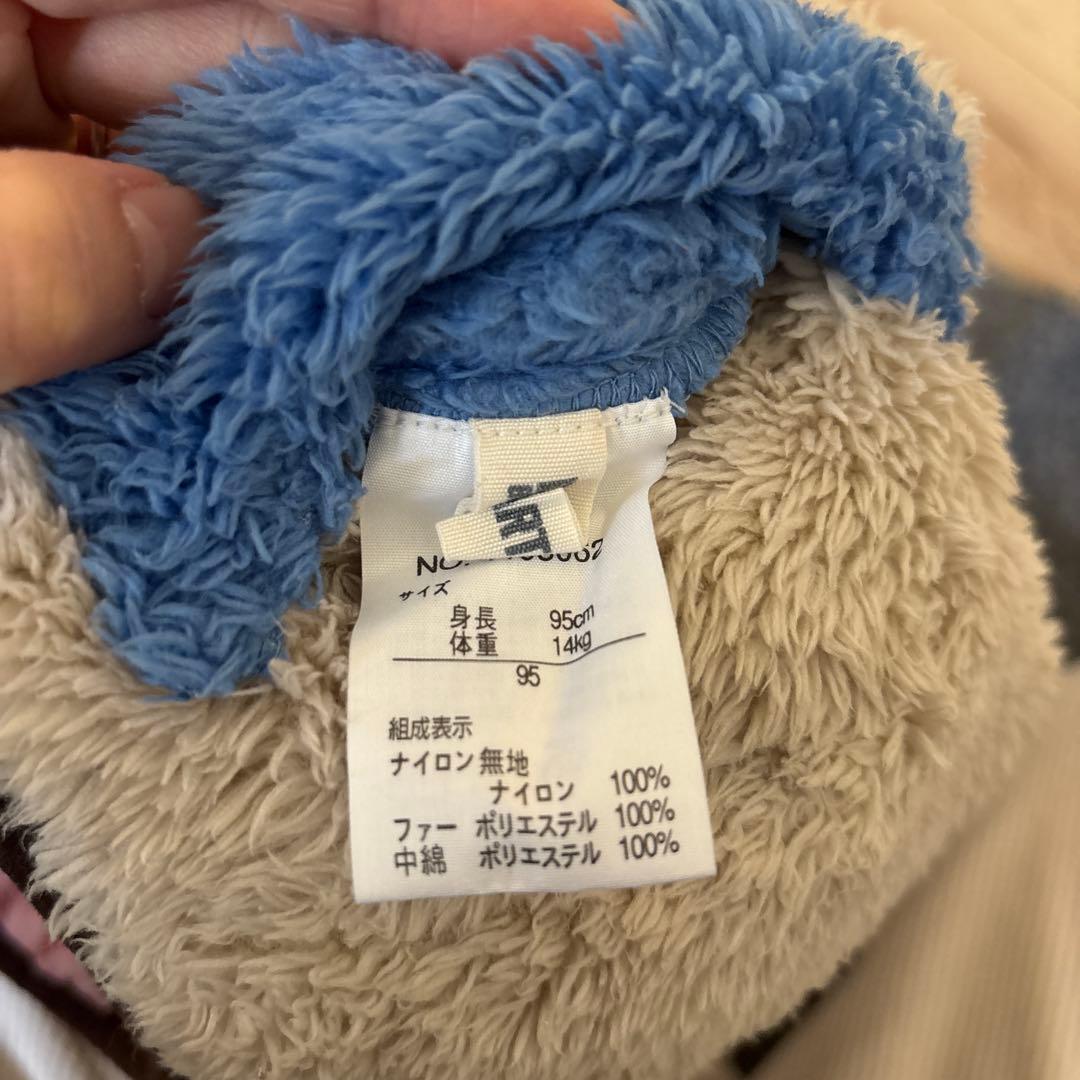 サイズ
身長 95cm
体重 14kg
95
組成表示
ナイロン無地
ナイロン 100%
ファー ポリエステル 100%
中綿 ポリエステル 100%